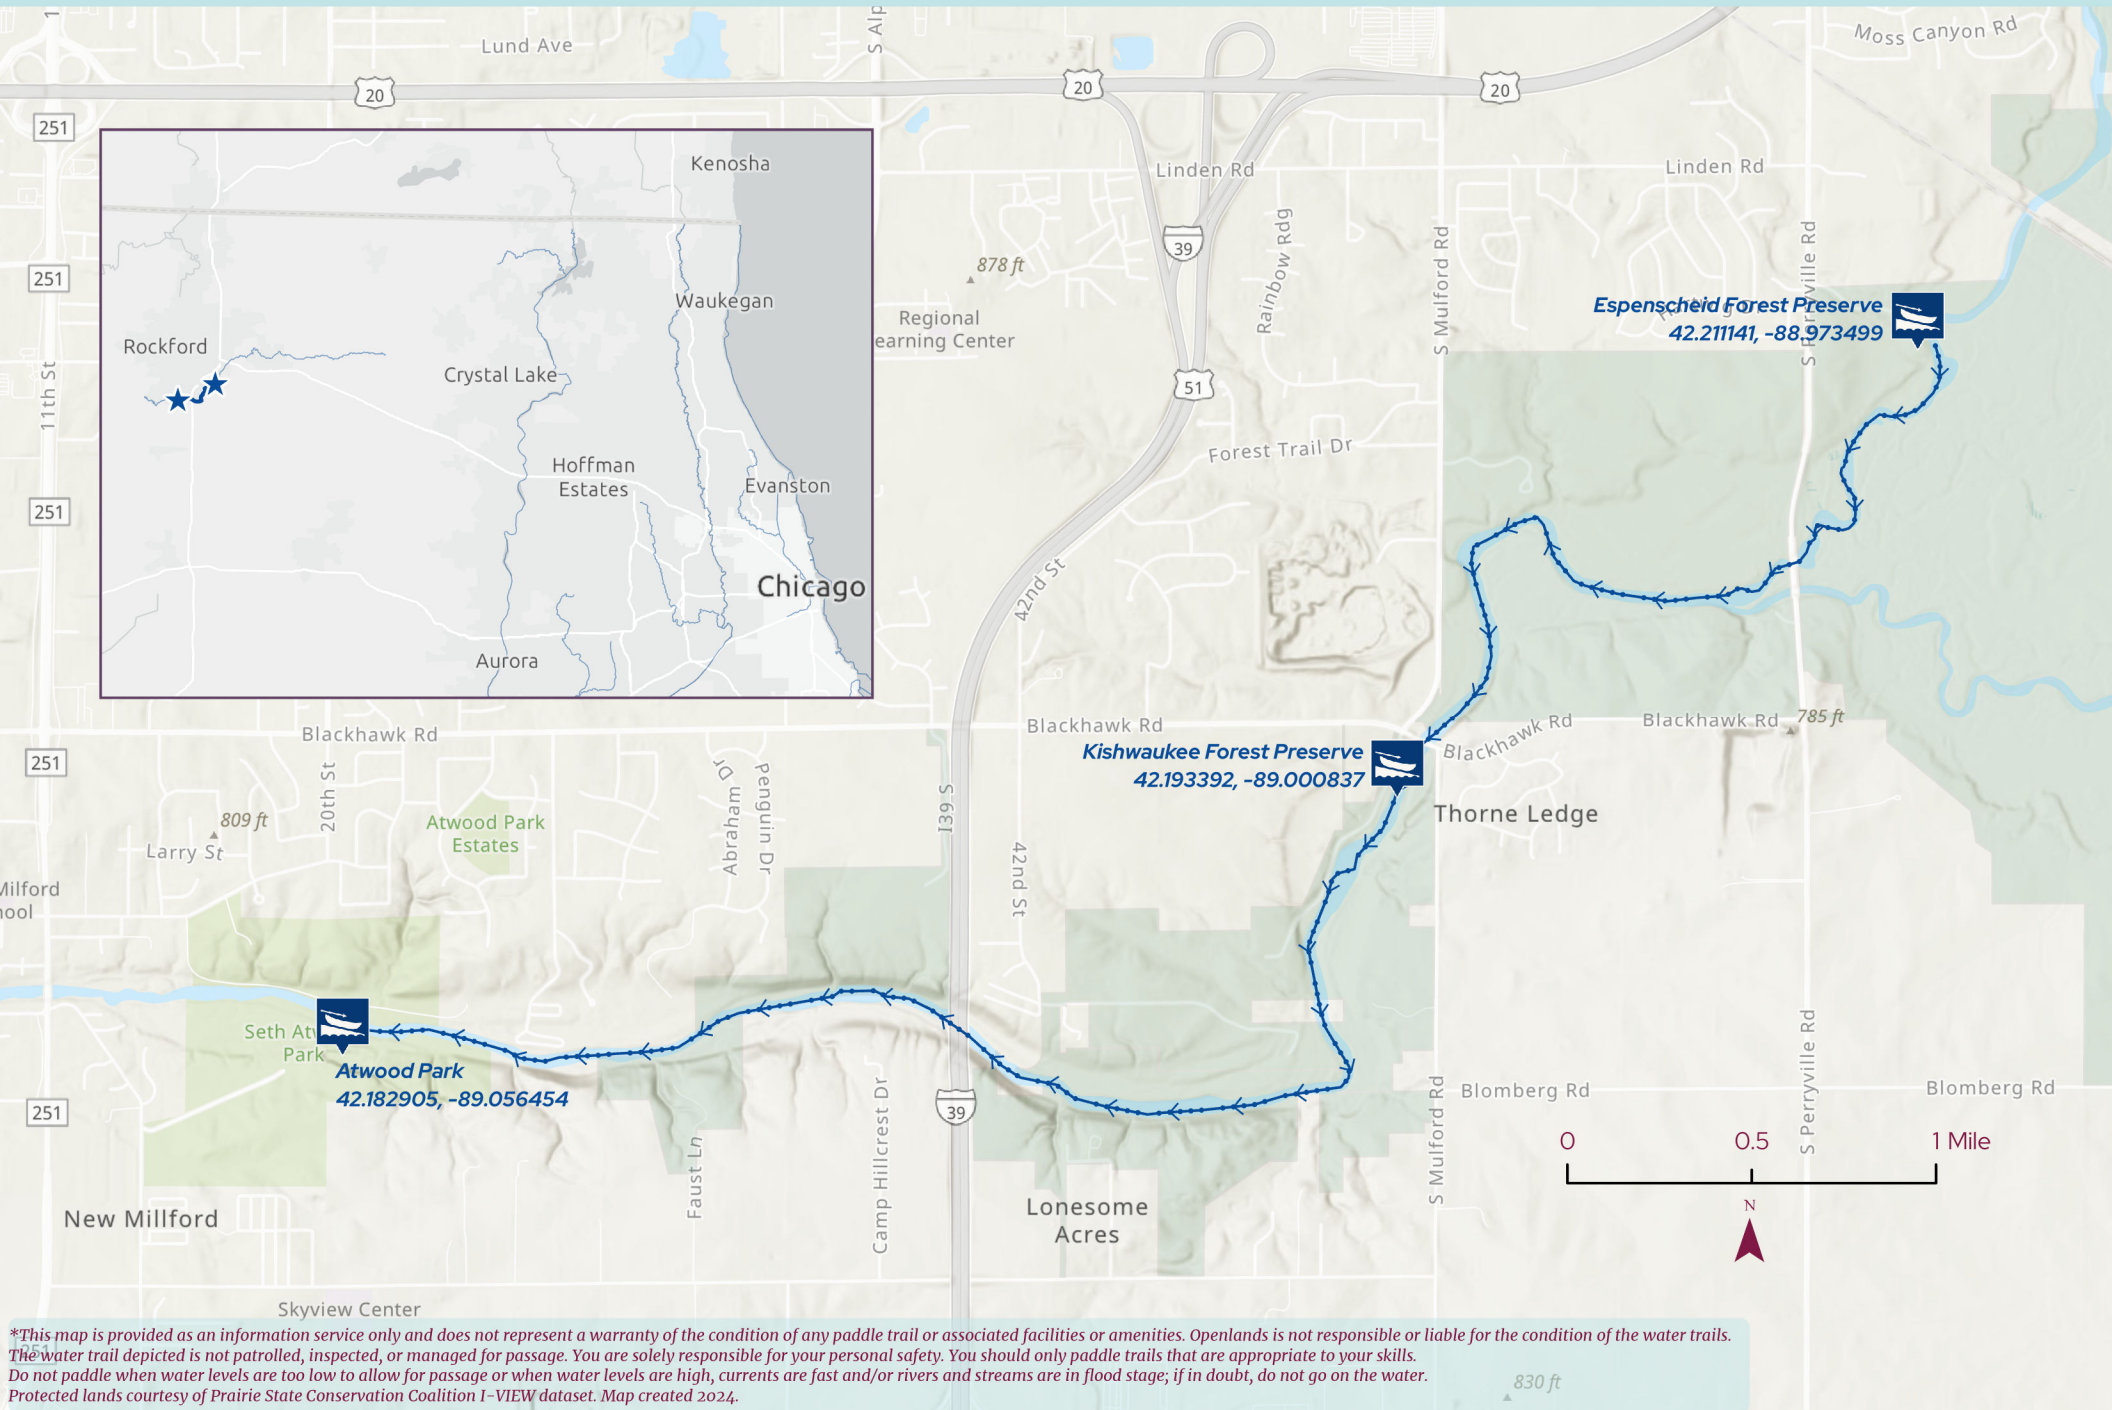 Lund Ave
S Alp
Moss Canyon Rd
20
20
20
251
Linden Rd
Linden Rd
Kenosha
39
878 ft
251
Rainbow Rdg
S Mulford Rd
S Perryville Rd
Waukegan
Regional
earning Center
Espenscheid Forest Preserve
42.211141, -88.973499
Rockford
Crystal Lake
51
11th St
Forest Trail Dr
Hoffman
Estates
Evanston
251
42nd St
Chicago
Aurora
Blackhawk Rd
Blackhawk Rd
Blackhawk Rd
Blackhawk Rd
785 ft
251
Kishwaukee Forest Preserve
42.193392, -89.000837
20th St
Abraham Dr
Penguin Dr
I39 S
809 ft
Atwood Park
Estates
Thorne Ledge
Larry St
42nd St
Milford
ool
Seth Atw
Park
Atwood Park
42.182905, -89.056454
251
39
Camp Hillcrest Dr
Faust Ln
S Mulford Rd
Blomberg Rd
S Perryville Rd
Blomberg Rd
0 0.5 1 Mile
N
New Millford
Lonesome
Acres
Skyview Center
251
830 ft
*This map is provided as an information service only and does not represent a warranty of the condition of any paddle trail or associated facilities or amenities. Openlands is not responsible or liable for the condition of the water trails.
The water trail depicted is not patrolled, inspected, or managed for passage. You are solely responsible for your personal safety. You should only paddle trails that are appropriate to your skills.
Do not paddle when water levels are too low to allow for passage or when water levels are high, currents are fast and/or rivers and streams are in flood stage; if in doubt, do not go on the water.
Protected lands courtesy of Prairie State Conservation Coalition I-VIEW dataset. Map created 2024.